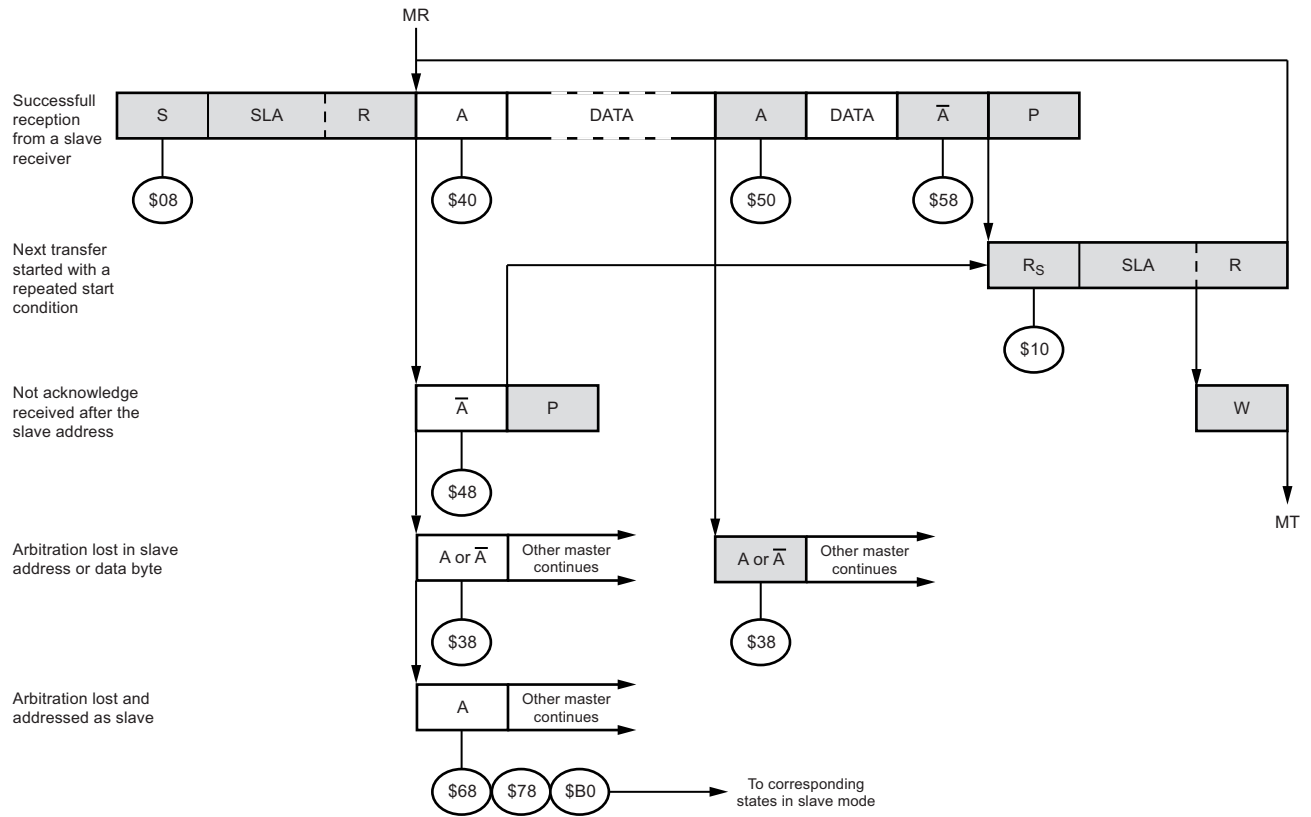 MR
Successfull
reception
from a slave
receiver
S SLA R A DATA A DATA A̅ P
$08 $40 $50 $58
Next transfer
started with a
repeated start
condition
RS SLA R
$10
Not acknowledge
received after the
slave address
A̅ P
W
$48
MT
Arbitration lost in slave
address or data byte
A or A̅ Other master
continues
A or A̅ Other master
continues
$38 $38
Arbitration lost and
addressed as slave
A Other master
continues
$68 $78 $B0 To corresponding
states in slave mode